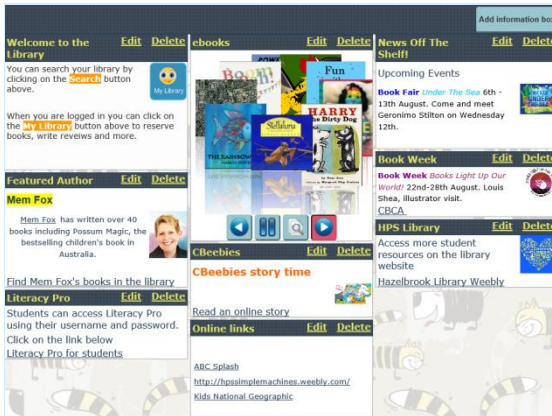 Add information box
Welcome to the Edit Delete
Library
You can search your library by
clicking on the Search button
above.
My Library
When you are logged in you can click on
the My Library button above to reserve
books, write reveiws and more.
Featured Author Edit Delete
Mem Fox
Mem Fox has written over 40
books including Possum Magic, the
bestselling children's book in
Australia.
Find Mem Fox's books in the library
Literacy Pro Edit Delete
Students can access Literacy Pro
using their username and password.
Click on the link below
Literacy Pro for students
ebooks Edit Delete
Boom!
Fun
Stellaluna
HARRY
the Dirty Dog
THE RAINBOW
CBeebies Edit Delete
CBeebies story time
Read an online story
Online links Edit Delete
ABC Splash
http://hpssimplemachines.weebly.com/
Kids National Geographic
News Off The Edit Delete
Shelf!
Upcoming Events
Book Fair Under The Sea 6th -
13th August. Come and meet
Geronimo Stilton on Wednesday
12th.
Book Week Edit Delete
Book Week Books Light Up Our
World! 22nd-28th August. Louis
Shea, illustrator visit.
CBCA
HPS Library Edit Delete
Access more student
resources on the library
website
Hazelbrook Library Weebly